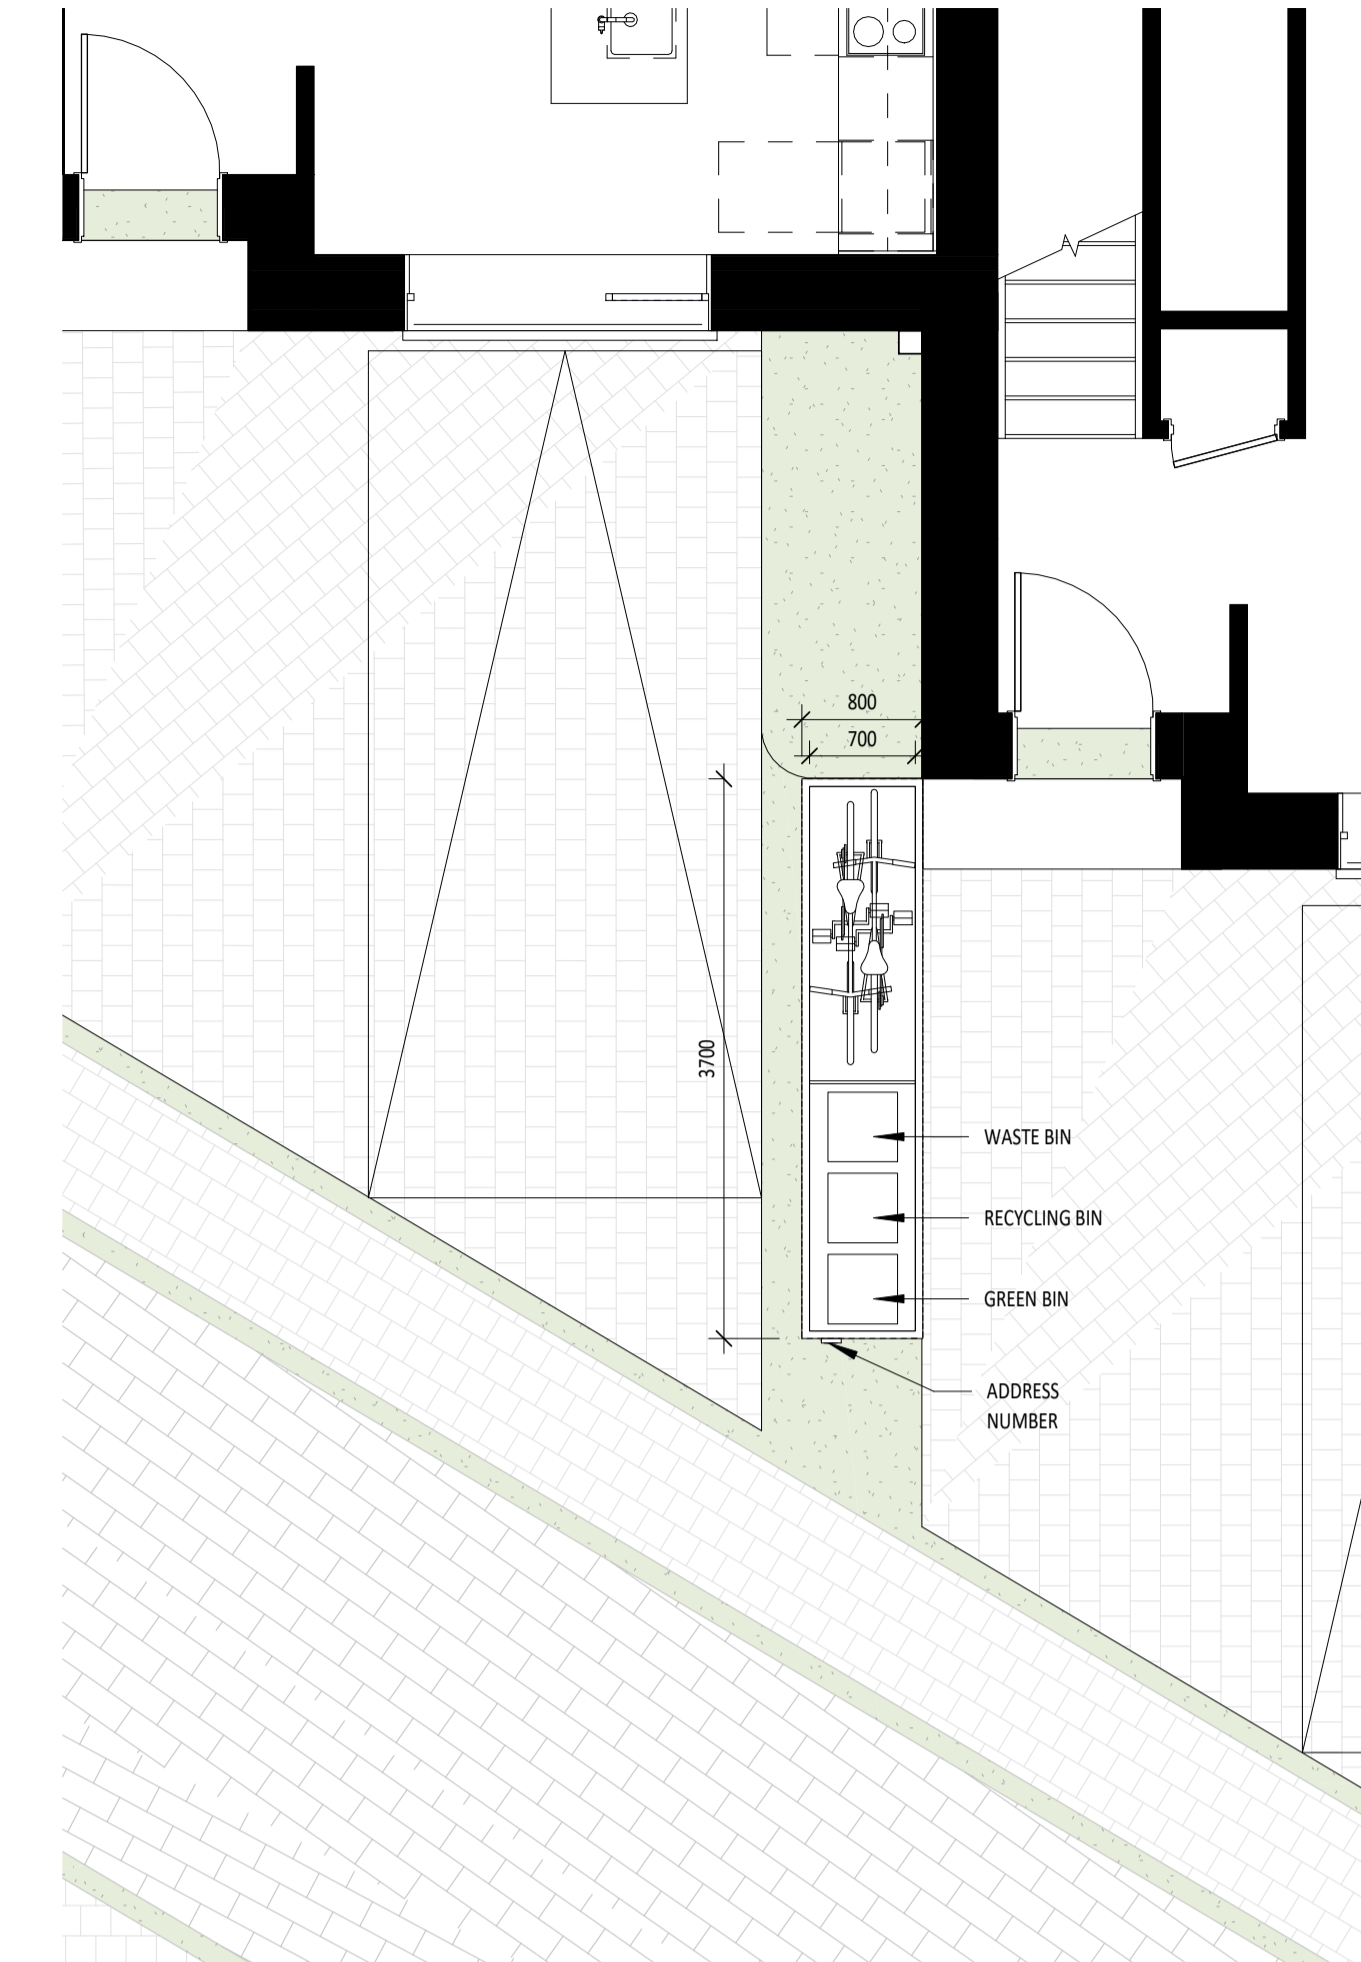 800
700
3700
WASTE BIN
RECYCLING BIN
GREEN BIN
ADDRESS
NUMBER